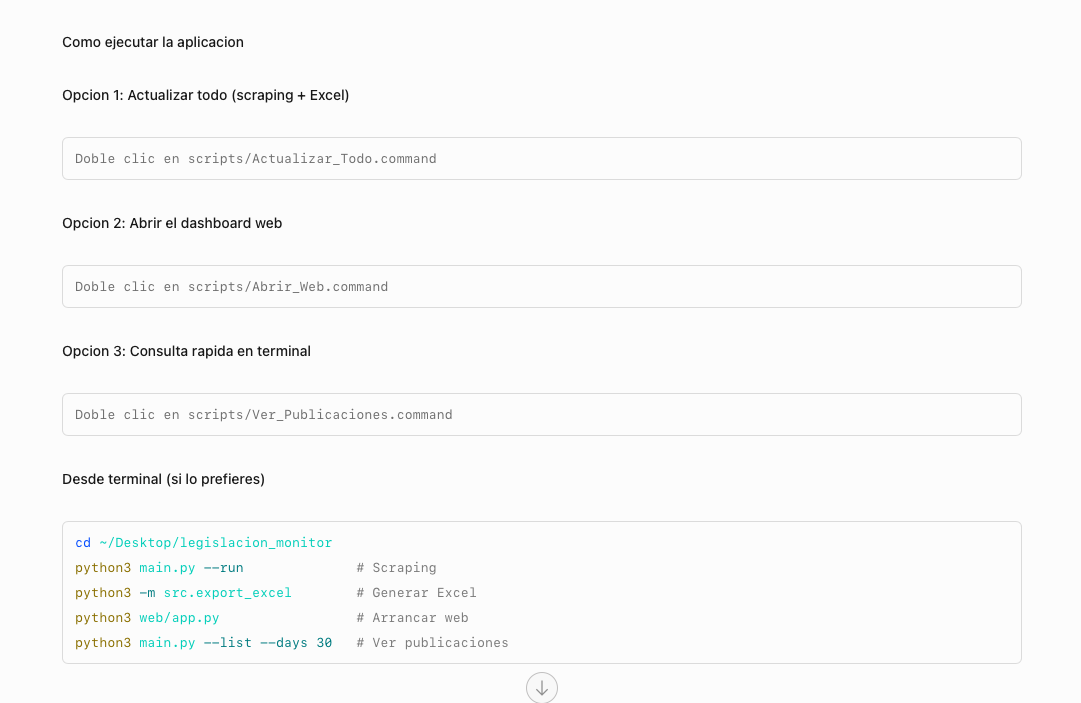 Como ejecutar la aplicacion
Opcion 1: Actualizar todo (scraping + Excel)
Doble clic en scripts/Actualizar_Todo.command
Opcion 2: Abrir el dashboard web
Doble clic en scripts/Abrir_Web.command
Opcion 3: Consulta rapida en terminal
Doble clic en scripts/Ver_Publicaciones.command
Desde terminal (si lo prefieres)
cd ~/Desktop/legislacion_monitor
python3 main.py --run # Scraping
python3 -m src.export_excel # Generar Excel
python3 web/app.py # Arrancar web
python3 main.py --list --days 30 # Ver publicaciones